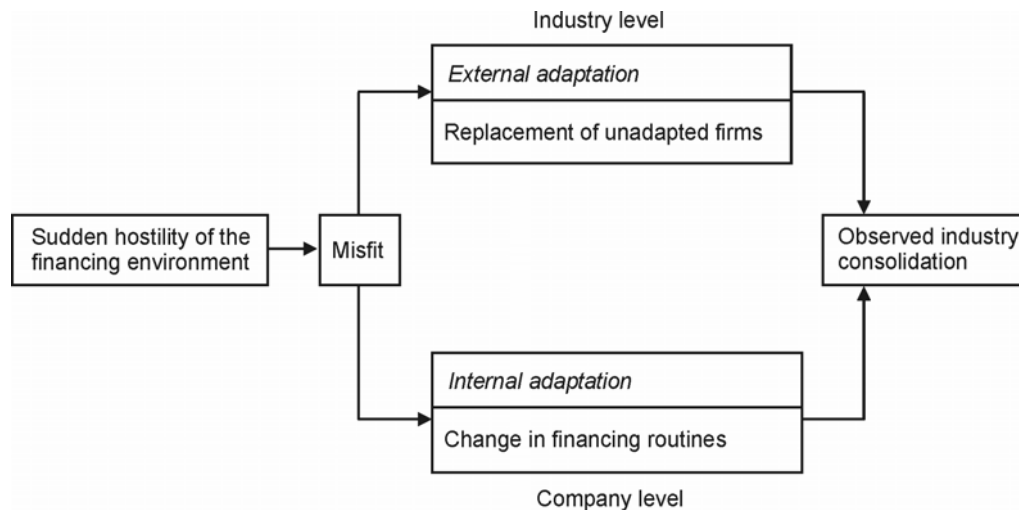 Industry level
External adaptation
Replacement of unadapted firms
Sudden hostility of the
financing environment
Misfit
Observed industry
consolidation
Internal adaptation
Change in financing routines
Company level